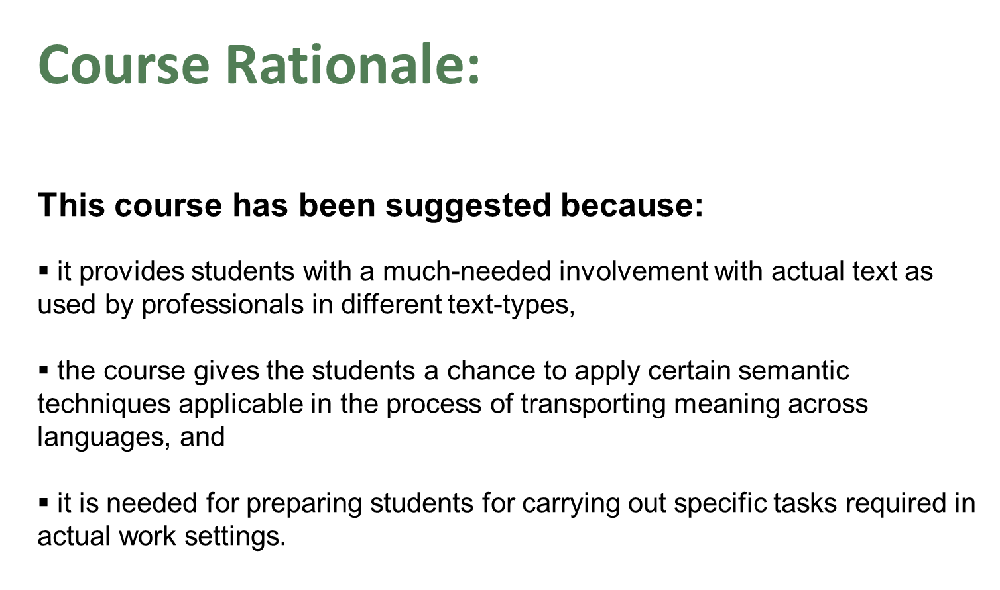 Course Rationale:
This course has been suggested because:
▪ it provides students with a much-needed involvement with actual text as
used by professionals in different text-types,
▪ the course gives the students a chance to apply certain semantic
techniques applicable in the process of transporting meaning across
languages, and
▪ it is needed for preparing students for carrying out specific tasks required in
actual work settings.